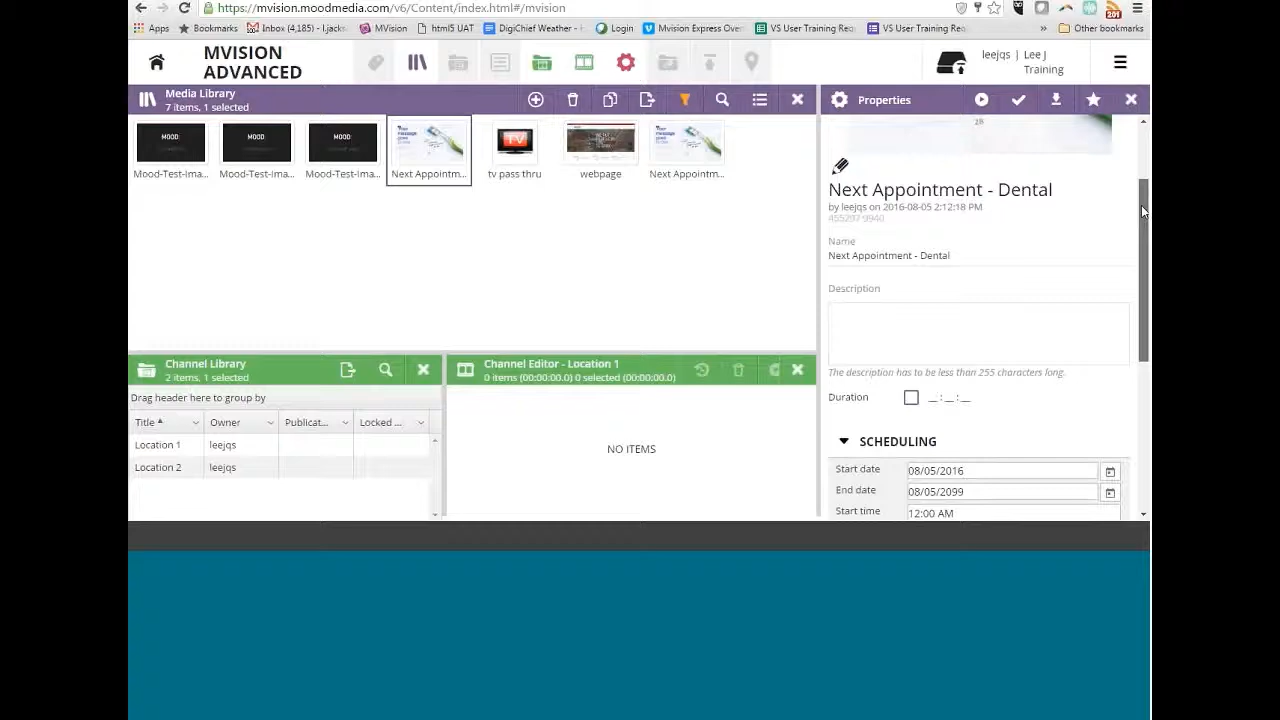 https://mvision.moodmedia.com/v6/Content/index.html#/mvision
Apps
Bookmarks
Inbox (4,185) - l.jacks
MVision
html5 UAT
DigiChief Weather -
Login
Mvision Express Over
VS User Training Req
VS User Training Re
»
Other bookmarks
201
MVISION
ADVANCED
leejqs | Lee J
Training
Media Library
7 items, 1 selected
Properties
MOOD
MOOD
MOOD
TV
Mood-Test-Ima...
Mood-Test-Ima...
Mood-Test-Ima...
Next Appointm...
tv pass thru
webpage
Next Appointm...
Next Appointment - Dental
by leejqs on 2016-08-05 2:12:18 PM
Name
Next Appointment - Dental
Description
The description has to be less than 255 characters long.
Duration
__:__:__
SCHEDULING
Start date
08/05/2016
End date
08/05/2099
Start time
12:00 AM
Channel Library
2 items, 1 selected
Drag header here to group by
Title
Owner
Publicat...
Locked ...
Location 1
leejqs
Location 2
leejqs
Channel Editor - Location 1
0 items (00:00:00.0) 0 selected (00:00:00.0)
NO ITEMS